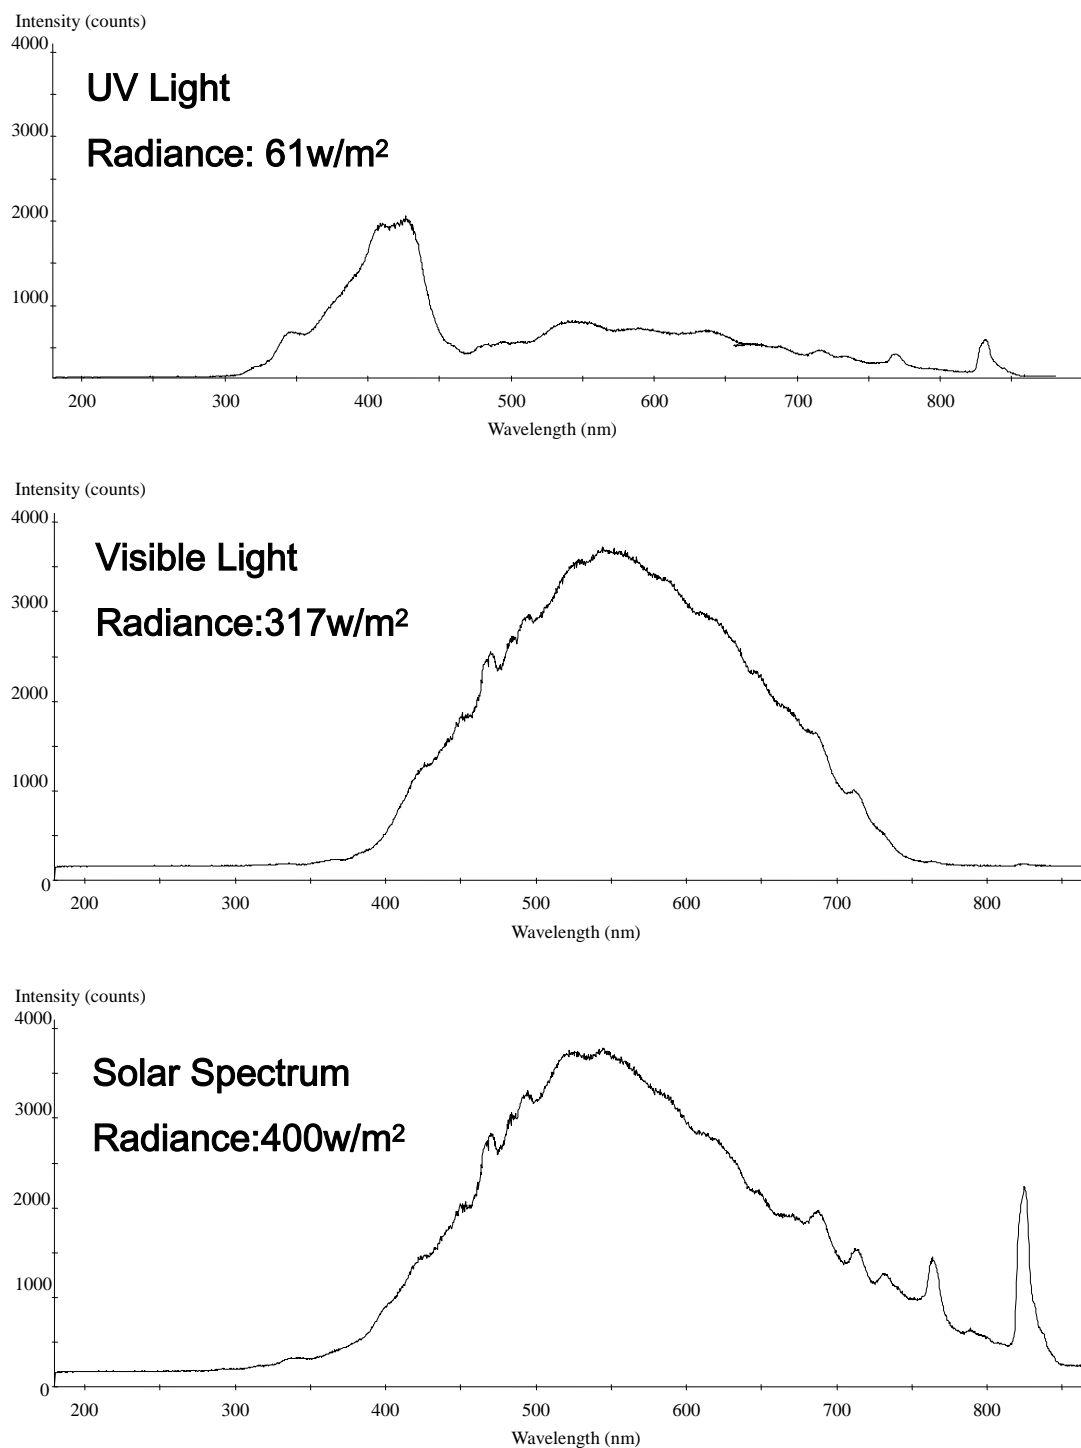 Intensity (counts)
4000
UV Light
3000
Radiance: 61w/m²
2000
1000
200 300 400 500 600 700 800
Wavelength (nm)
Intensity (counts)
4000
Visible Light
3000
Radiance:317w/m²
2000
1000
0
200 300 400 500 600 700 800
Wavelength (nm)
Intensity (counts)
4000
Solar Spectrum
3000
Radiance:400w/m²
2000
1000
0
200 300 400 500 600 700 800
Wavelength (nm)